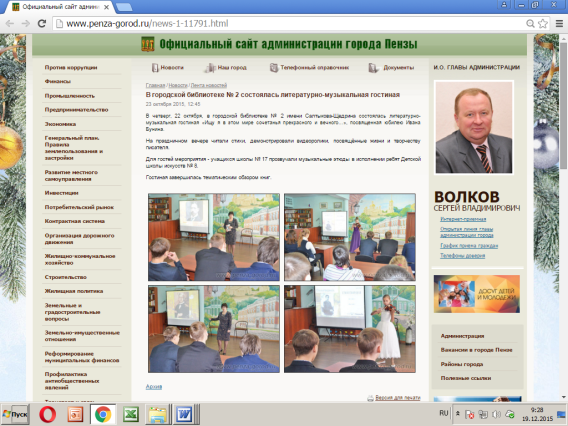 Официальный сайт админи
www.penza-gorod.ru/news-1-11791.html
Официальный сайт администрации города Пензы
Против коррупции
Финансы
Промышленность
Предпринимательство
Экономика
Генеральный план.
Правила
землепользования и
застройки
Развитие местного
самоуправления
Инвестиции
Потребительский рынок
Контрактная система
Организация дорожного
движения
Жилищно-коммунальное
хозяйство
Строительство
Жилищная политика
Земельные и
градостроительные
вопросы
Земельно-имущественные
отношения
Реформирование
муниципальных финансов
Профилактика
антиобщественных
явлений
Новости
Наш город
Телефонный справочник
Документы
Главная / Новости / Лента новостей
В городской библиотеке № 2 состоялась литературно-музыкальная гостиная
23 октября 2015, 12:45
В четверг, 22 октября, в городской библиотеке № 2 имени Салтыкова-Щедрина состоялась литературно-
музыкальная гостиная «Ищу я в этом мире сочетанья прекрасного и вечного…», посвященная юбилею Ивана
Бунина.
На праздничном вечере читали стихи, демонстрировали видеоролики, посвящённые жизни и творчеству
писателя.
Для гостей мероприятия - учащихся школы № 17 прозвучали музыкальные этюды в исполнении ребят Детской
школы искусств № 8.
Гостиная завершилась тематическим обзором книг.
Архив
Версия для печати
И.О. ГЛАВЫ АДМИНИСТРАЦИИ
ВОЛКОВ
СЕРГЕЙ ВЛАДИМИРОВИЧ
Интернет-приемная
Открытая линия главы
администрации города
График приема граждан
Телефоны доверия
ДОСУГ ДЕТЕЙ
И МОЛОДЕЖИ
Администрация
Вакансии в городе Пензе
Районы города
Полезные ссылки
Пуск
RU
9:28
19.12.2015